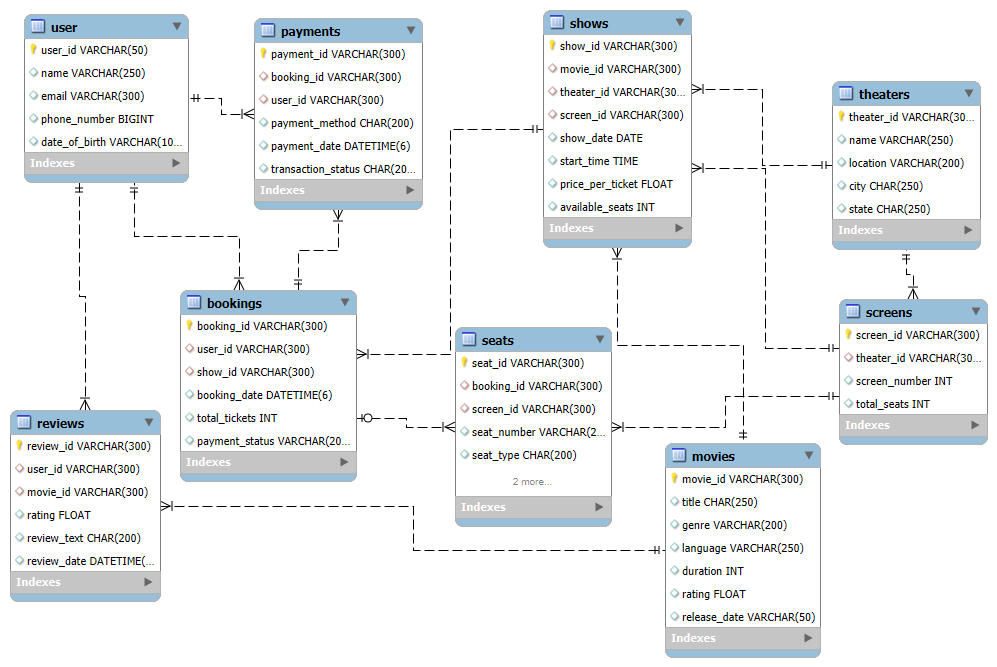 user
user_id VARCHAR(50)
name VARCHAR(250)
email VARCHAR(300)
phone_number BIGINT
date_of_birth VARCHAR(10...
Indexes
payments
payment_id VARCHAR(300)
booking_id VARCHAR(300)
user_id VARCHAR(300)
payment_method CHAR(200)
payment_date DATETIME(6)
transaction_status CHAR(20...
Indexes
shows
show_id VARCHAR(300)
movie_id VARCHAR(300)
theater_id VARCHAR(30...
screen_id VARCHAR(300)
show_date DATE
start_time TIME
price_per_ticket FLOAT
available_seats INT
Indexes
theaters
theater_id VARCHAR(30...
name VARCHAR(250)
location VARCHAR(200)
city CHAR(250)
state CHAR(250)
Indexes
bookings
booking_id VARCHAR(300)
user_id VARCHAR(300)
show_id VARCHAR(300)
booking_date DATETIME(6)
total_tickets INT
payment_status VARCHAR(20...
Indexes
seats
seat_id VARCHAR(300)
booking_id VARCHAR(300)
screen_id VARCHAR(300)
seat_number VARCHAR(2...
seat_type CHAR(200)
2 more...
Indexes
screens
screen_id VARCHAR(300)
theater_id VARCHAR(30...
screen_number INT
total_seats INT
Indexes
reviews
review_id VARCHAR(300)
user_id VARCHAR(300)
movie_id VARCHAR(300)
rating FLOAT
review_text CHAR(200)
review_date DATETIME(...
Indexes
movies
movie_id VARCHAR(300)
title CHAR(250)
genre VARCHAR(200)
language VARCHAR(250)
duration INT
rating FLOAT
release_date VARCHAR(50)
Indexes